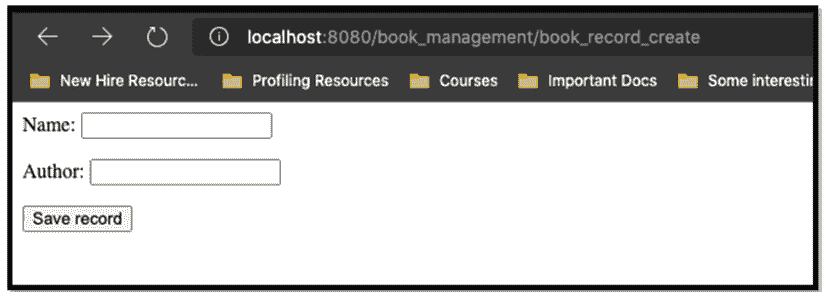 localhost:8080/book_management/book_record_create
New Hire Resourc... Profiling Resources Courses Important Docs Some interestin
Name:
Author:
Save record